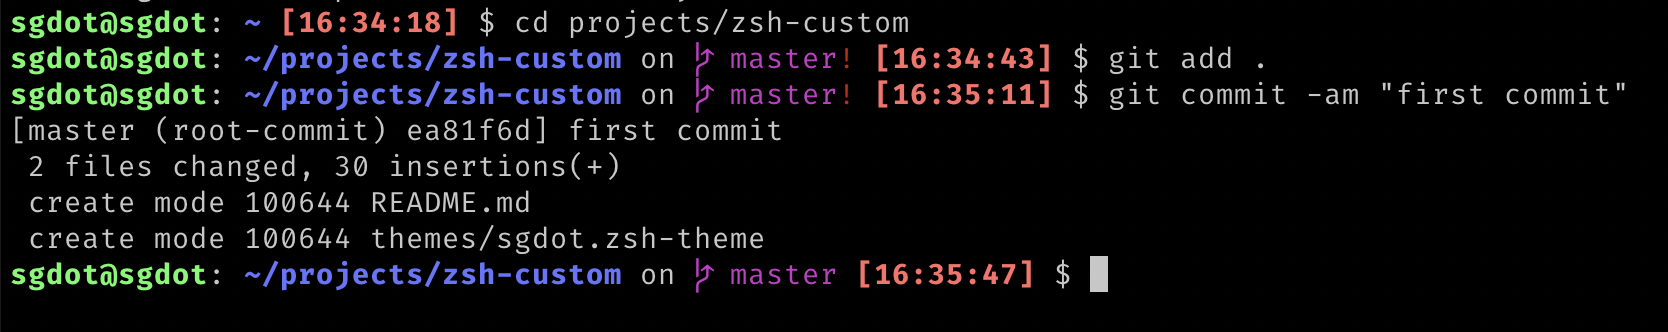 sgdot@sgdot: ~ [16:34:18] $ cd projects/zsh-custom
sgdot@sgdot: ~/projects/zsh-custom on master! [16:34:43] $ git add .
sgdot@sgdot: ~/projects/zsh-custom on master! [16:35:11] $ git commit -am "first commit"
[master (root-commit) ea81f6d] first commit
 2 files changed, 30 insertions(+)
 create mode 100644 README.md
 create mode 100644 themes/sgdot.zsh-theme
sgdot@sgdot: ~/projects/zsh-custom on master [16:35:47] $